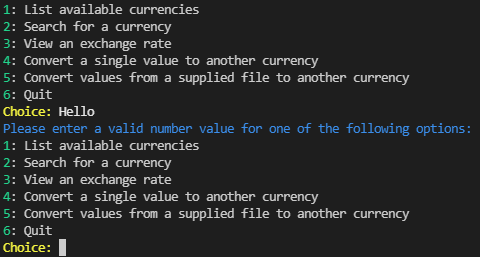 1: List available currencies
2: Search for a currency
3: View an exchange rate
4: Convert a single value to another currency
5: Convert values from a supplied file to another currency
6: Quit
Choice: Hello
Please enter a valid number value for one of the following options:
1: List available currencies
2: Search for a currency
3: View an exchange rate
4: Convert a single value to another currency
5: Convert values from a supplied file to another currency
6: Quit
Choice: